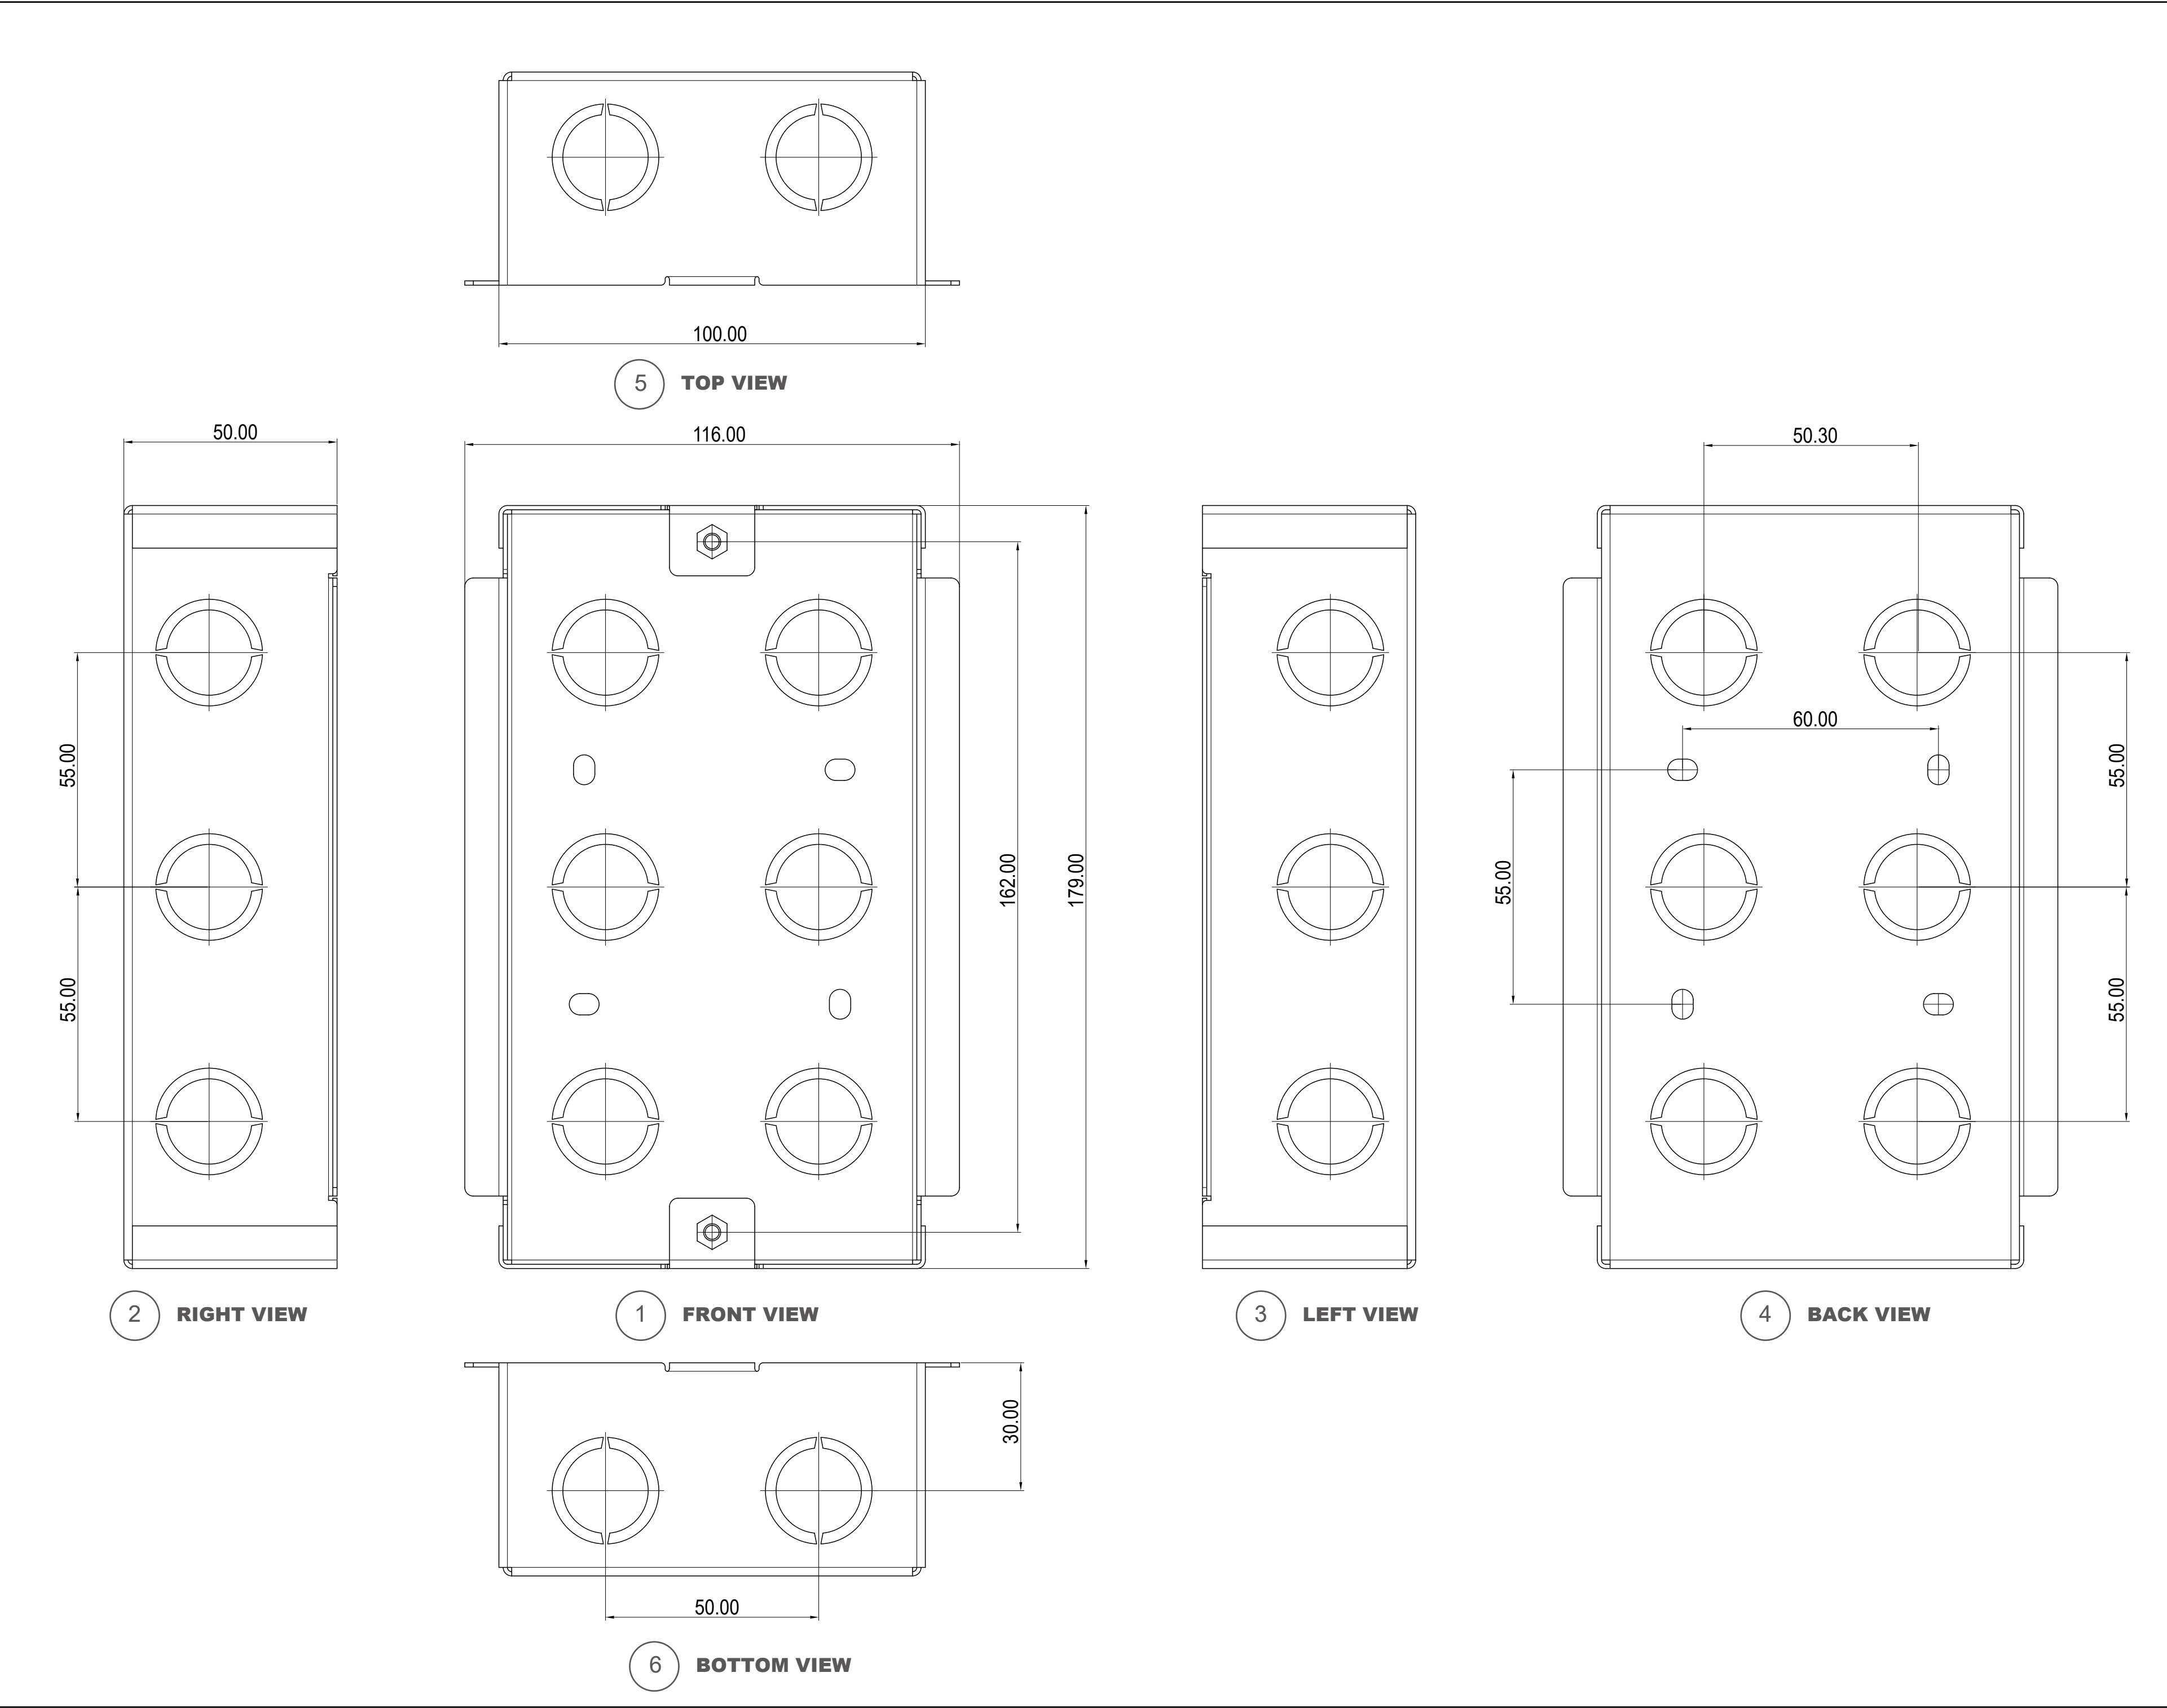 100.00
5 TOP VIEW
50.00
116.00
50.30
60.00
55.00
55.00
162.00
179.00
55.00
55.00
55.00
2 RIGHT VIEW
1 FRONT VIEW
3 LEFT VIEW
4 BACK VIEW
30.00
50.00
6 BOTTOM VIEW